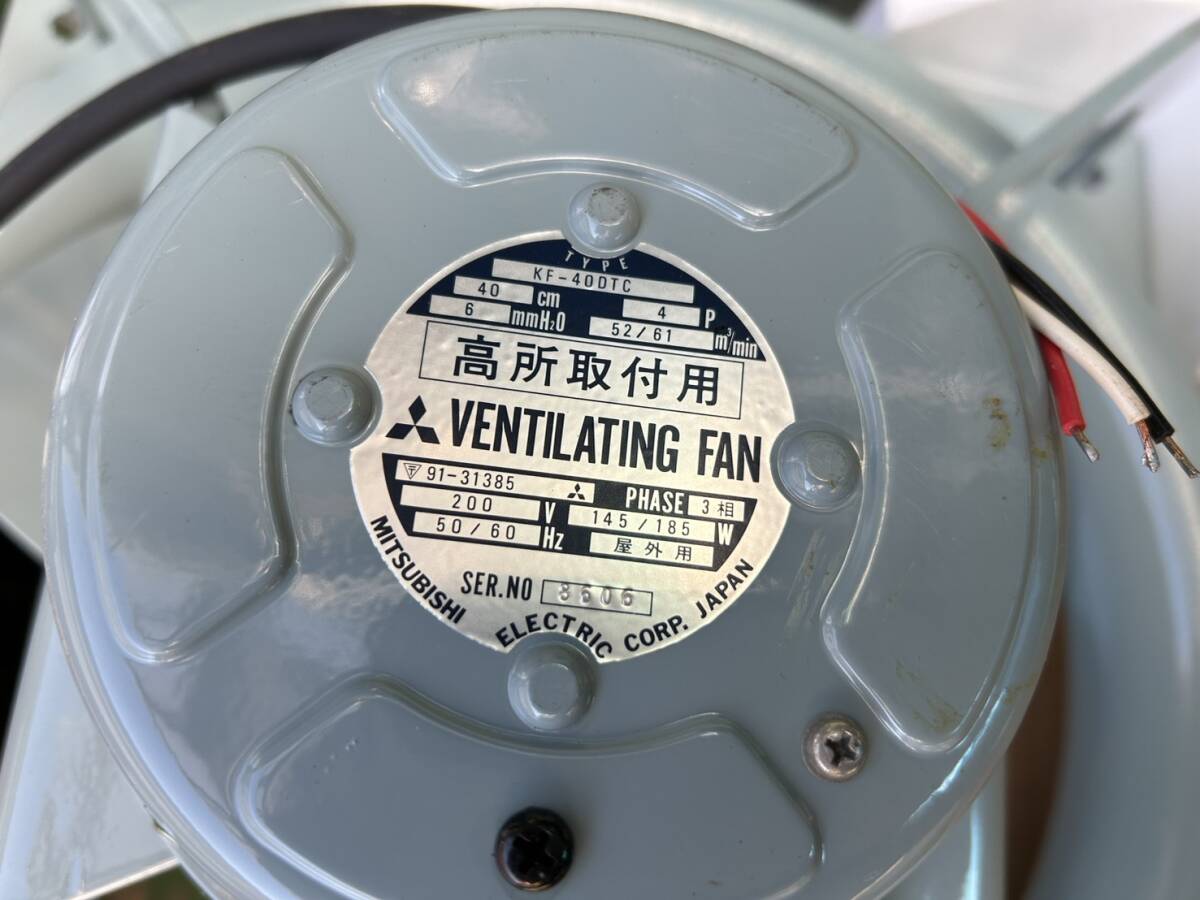 TYPE
KF-40DTC
40 cm 4 P
6 mmH₂O 52/61 m³/min
高所取付用
VENTILATING FAN
〒 91-31385 PHASE 3相
200 V 145/185 W
50/60 Hz 屋外用
SER.NO 8606
MITSUBISHI ELECTRIC CORP. JAPAN